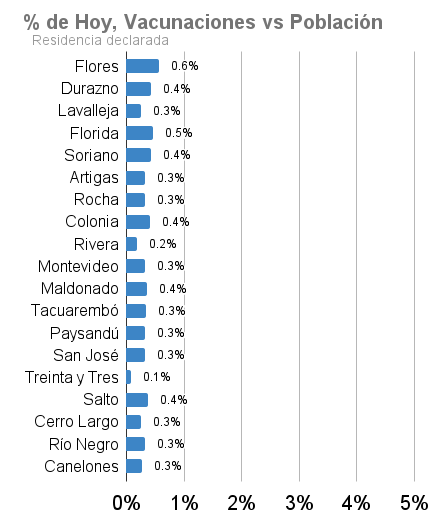 % de Hoy, Vacunaciones vs Población
Residencia declarada
Flores 0.6%
Durazno 0.4%
Lavalleja 0.3%
Florida 0.5%
Soriano 0.4%
Artigas 0.3%
Rocha 0.3%
Colonia 0.4%
Rivera 0.2%
Montevideo 0.3%
Maldonado 0.4%
Tacuarembó 0.3%
Paysandú 0.3%
San José 0.3%
Treinta y Tres 0.1%
Salto 0.4%
Cerro Largo 0.3%
Río Negro 0.3%
Canelones 0.3%
0% 1% 2% 3% 4% 5%